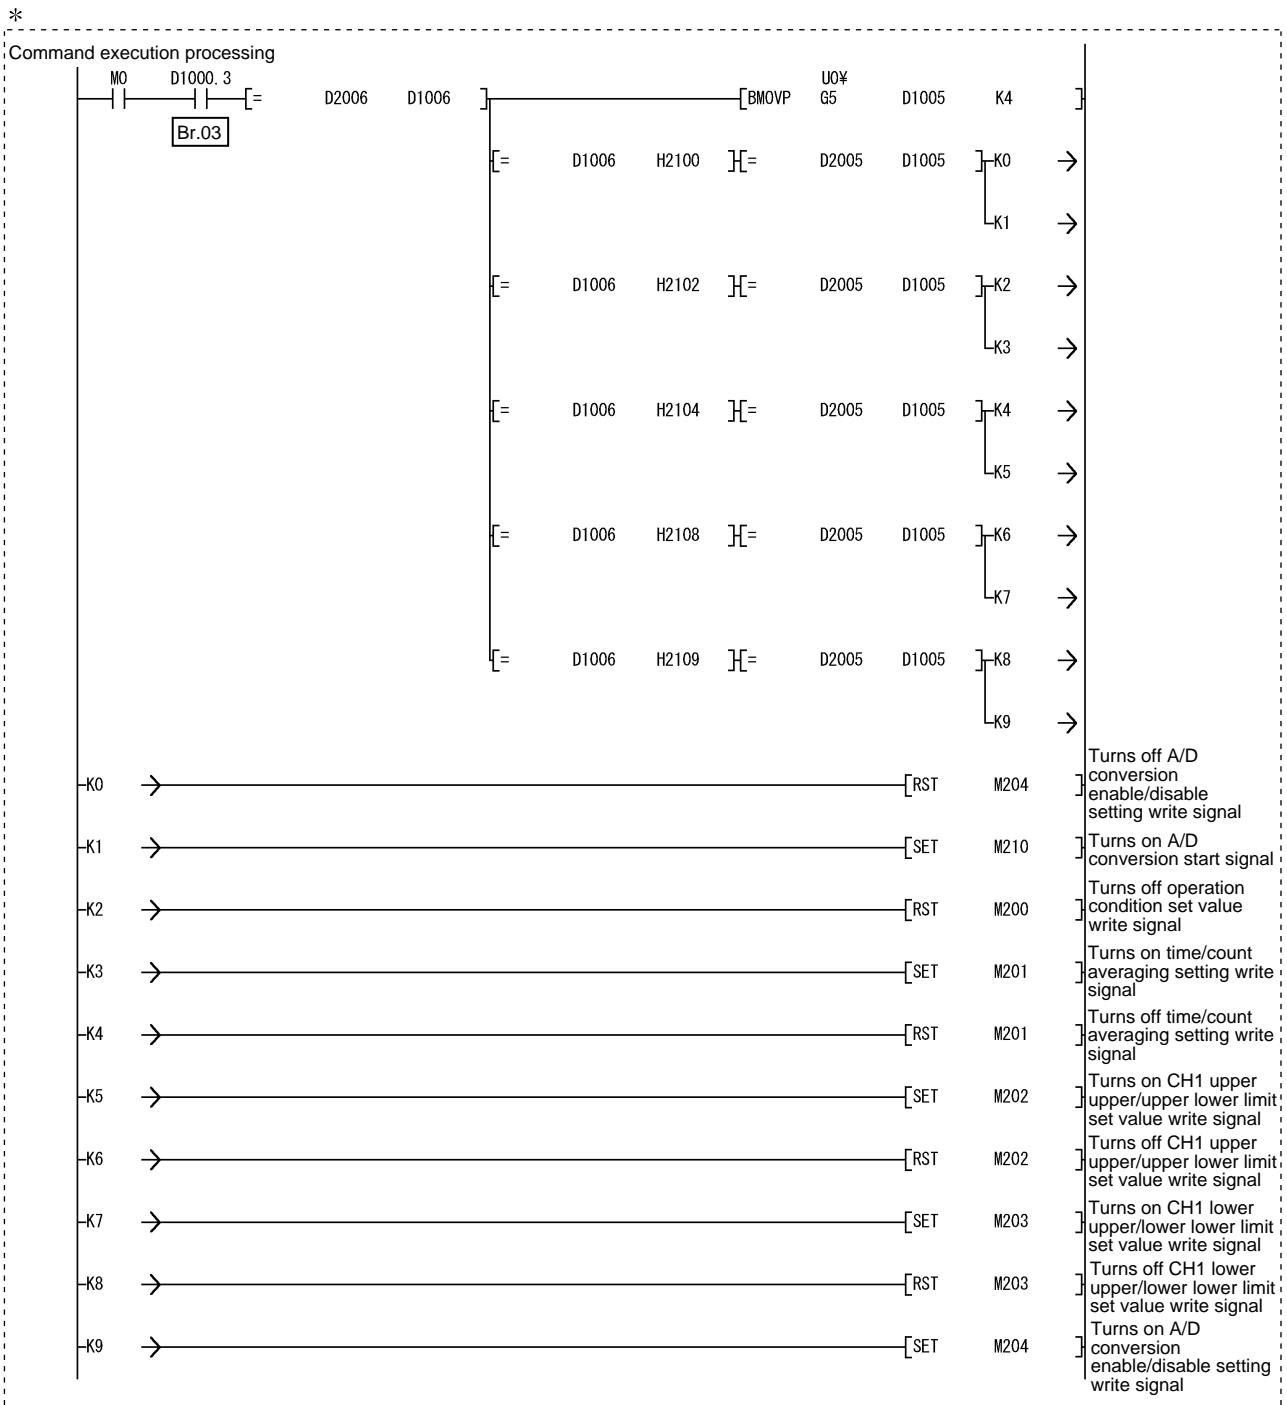 *
Command execution processing
M0 D1000.3 U0¥
[= D2006 D1006 ] [BMOVP G5 D1005 K4 ]
Br.03
[= D1006 H2100 ][= D2005 D1005 ] K0
K1
[= D1006 H2102 ][= D2005 D1005 ] K2
K3
[= D1006 H2104 ][= D2005 D1005 ] K4
K5
[= D1006 H2108 ][= D2005 D1005 ] K6
K7
[= D1006 H2109 ][= D2005 D1005 ] K8
K9
K0 [RST M204 ]
Turns off A/D
conversion
enable/disable
setting write signal
K1 [SET M210 ]
Turns on A/D
conversion start signal
K2 [RST M200 ]
Turns off operation
condition set value
write signal
K3 [SET M201 ]
Turns on time/count
averaging setting write
signal
K4 [RST M201 ]
Turns off time/count
averaging setting write
signal
K5 [SET M202 ]
Turns on CH1 upper
upper/upper lower limit
set value write signal
K6 [RST M202 ]
Turns off CH1 upper
upper/upper lower limit
set value write signal
K7 [SET M203 ]
Turns on CH1 lower
upper/lower lower limit
set value write signal
K8 [RST M203 ]
Turns off CH1 lower
upper/lower lower limit
set value write signal
K9 [SET M204 ]
Turns on A/D
conversion
enable/disable setting
write signal